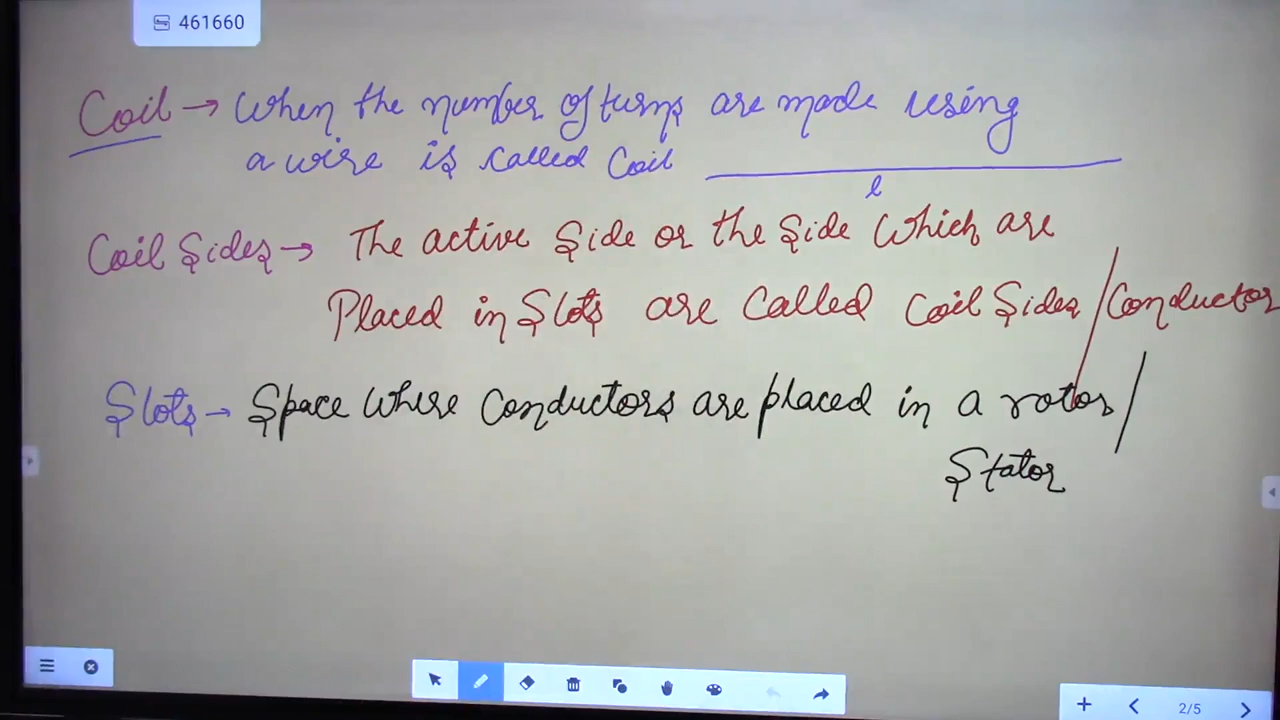 461660
Coil → When the number of turns are made using
a wire is called Coil
l
Coil Sides → The active Side or the Side which are
Placed in Slots are Called Coil Sides / Conductor
Slots → Space where Conductors are placed in a rotor /
Stator
2/5